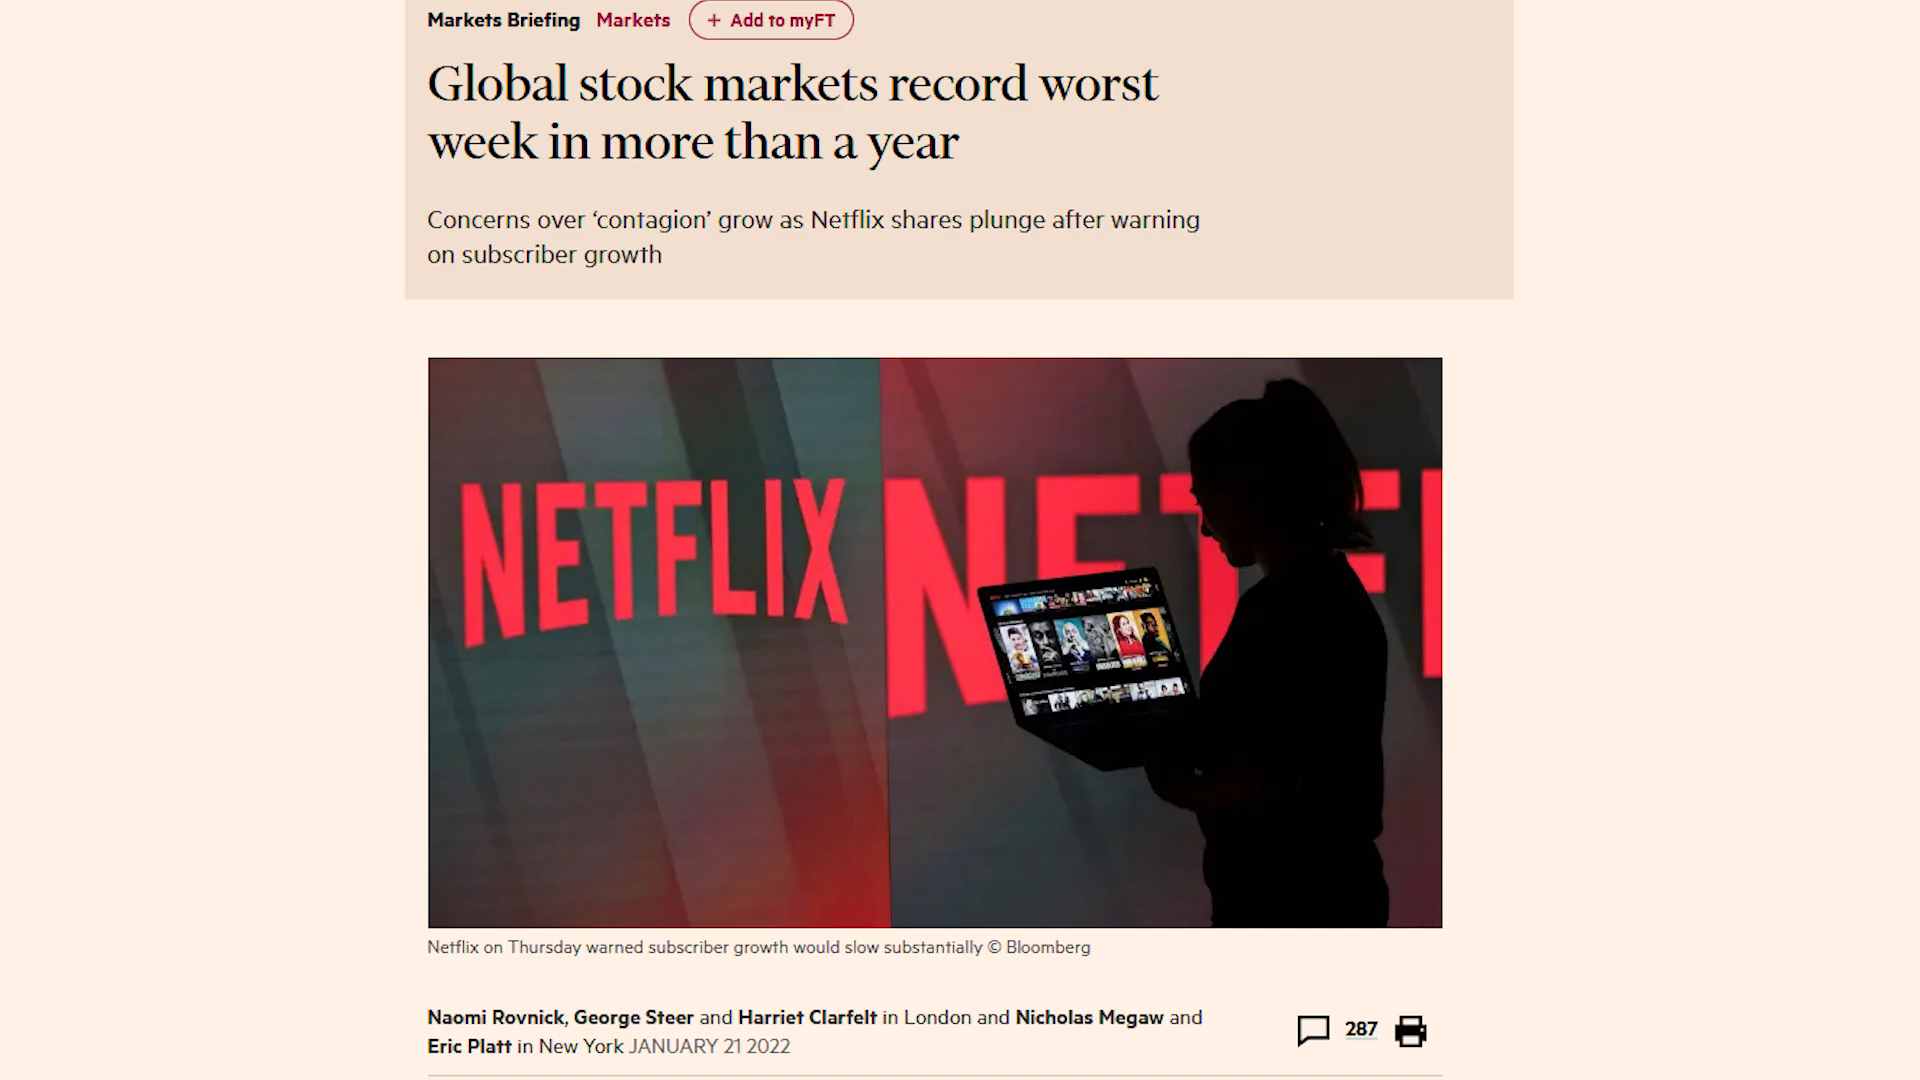 Markets Briefing Markets + Add to myFT
Global stock markets record worst
week in more than a year
Concerns over ‘contagion’ grow as Netflix shares plunge after warning
on subscriber growth
NETFLIX NETFL
Netflix on Thursday warned subscriber growth would slow substantially © Bloomberg
Naomi Rovnick, George Steer and Harriet Clarfelt in London and Nicholas Megaw and
Eric Platt in New York JANUARY 21 2022
287